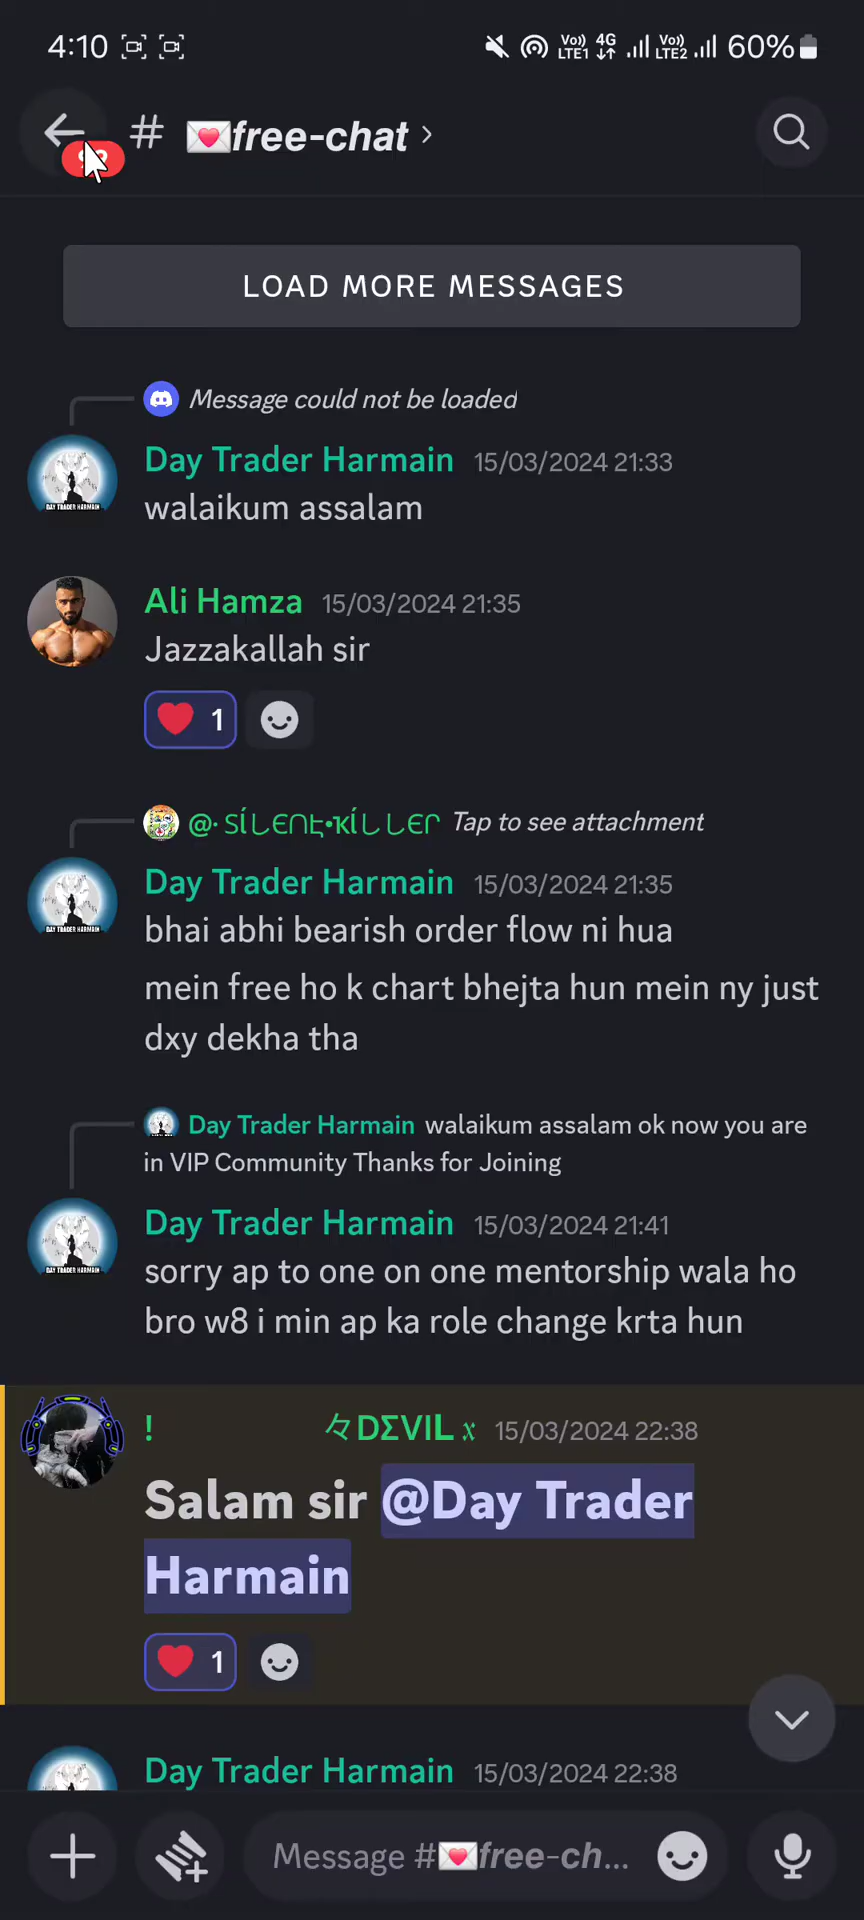 4:10 Vo)) LTE1 4G Vo)) LTE2 60%
# 💌free-chat ›
LOAD MORE MESSAGES
Message could not be loaded
Day Trader Harmain 15/03/2024 21:33
walaikum assalam
Ali Hamza 15/03/2024 21:35
Jazzakallah sir
❤️ 1
Tap to see attachment
Day Trader Harmain 15/03/2024 21:35
bhai abhi bearish order flow ni hua
mein free ho k chart bhejta hun mein ny just
dxy dekha tha
Day Trader Harmain walaikum assalam ok now you are
in VIP Community Thanks for Joining
Day Trader Harmain 15/03/2024 21:41
sorry ap to one on one mentorship wala ho
bro w8 i min ap ka role change krta hun
! 々DΣVIL x 15/03/2024 22:38
Salam sir @Day Trader
Harmain
❤️ 1
Day Trader Harmain 15/03/2024 22:38
Message #💌free-ch...